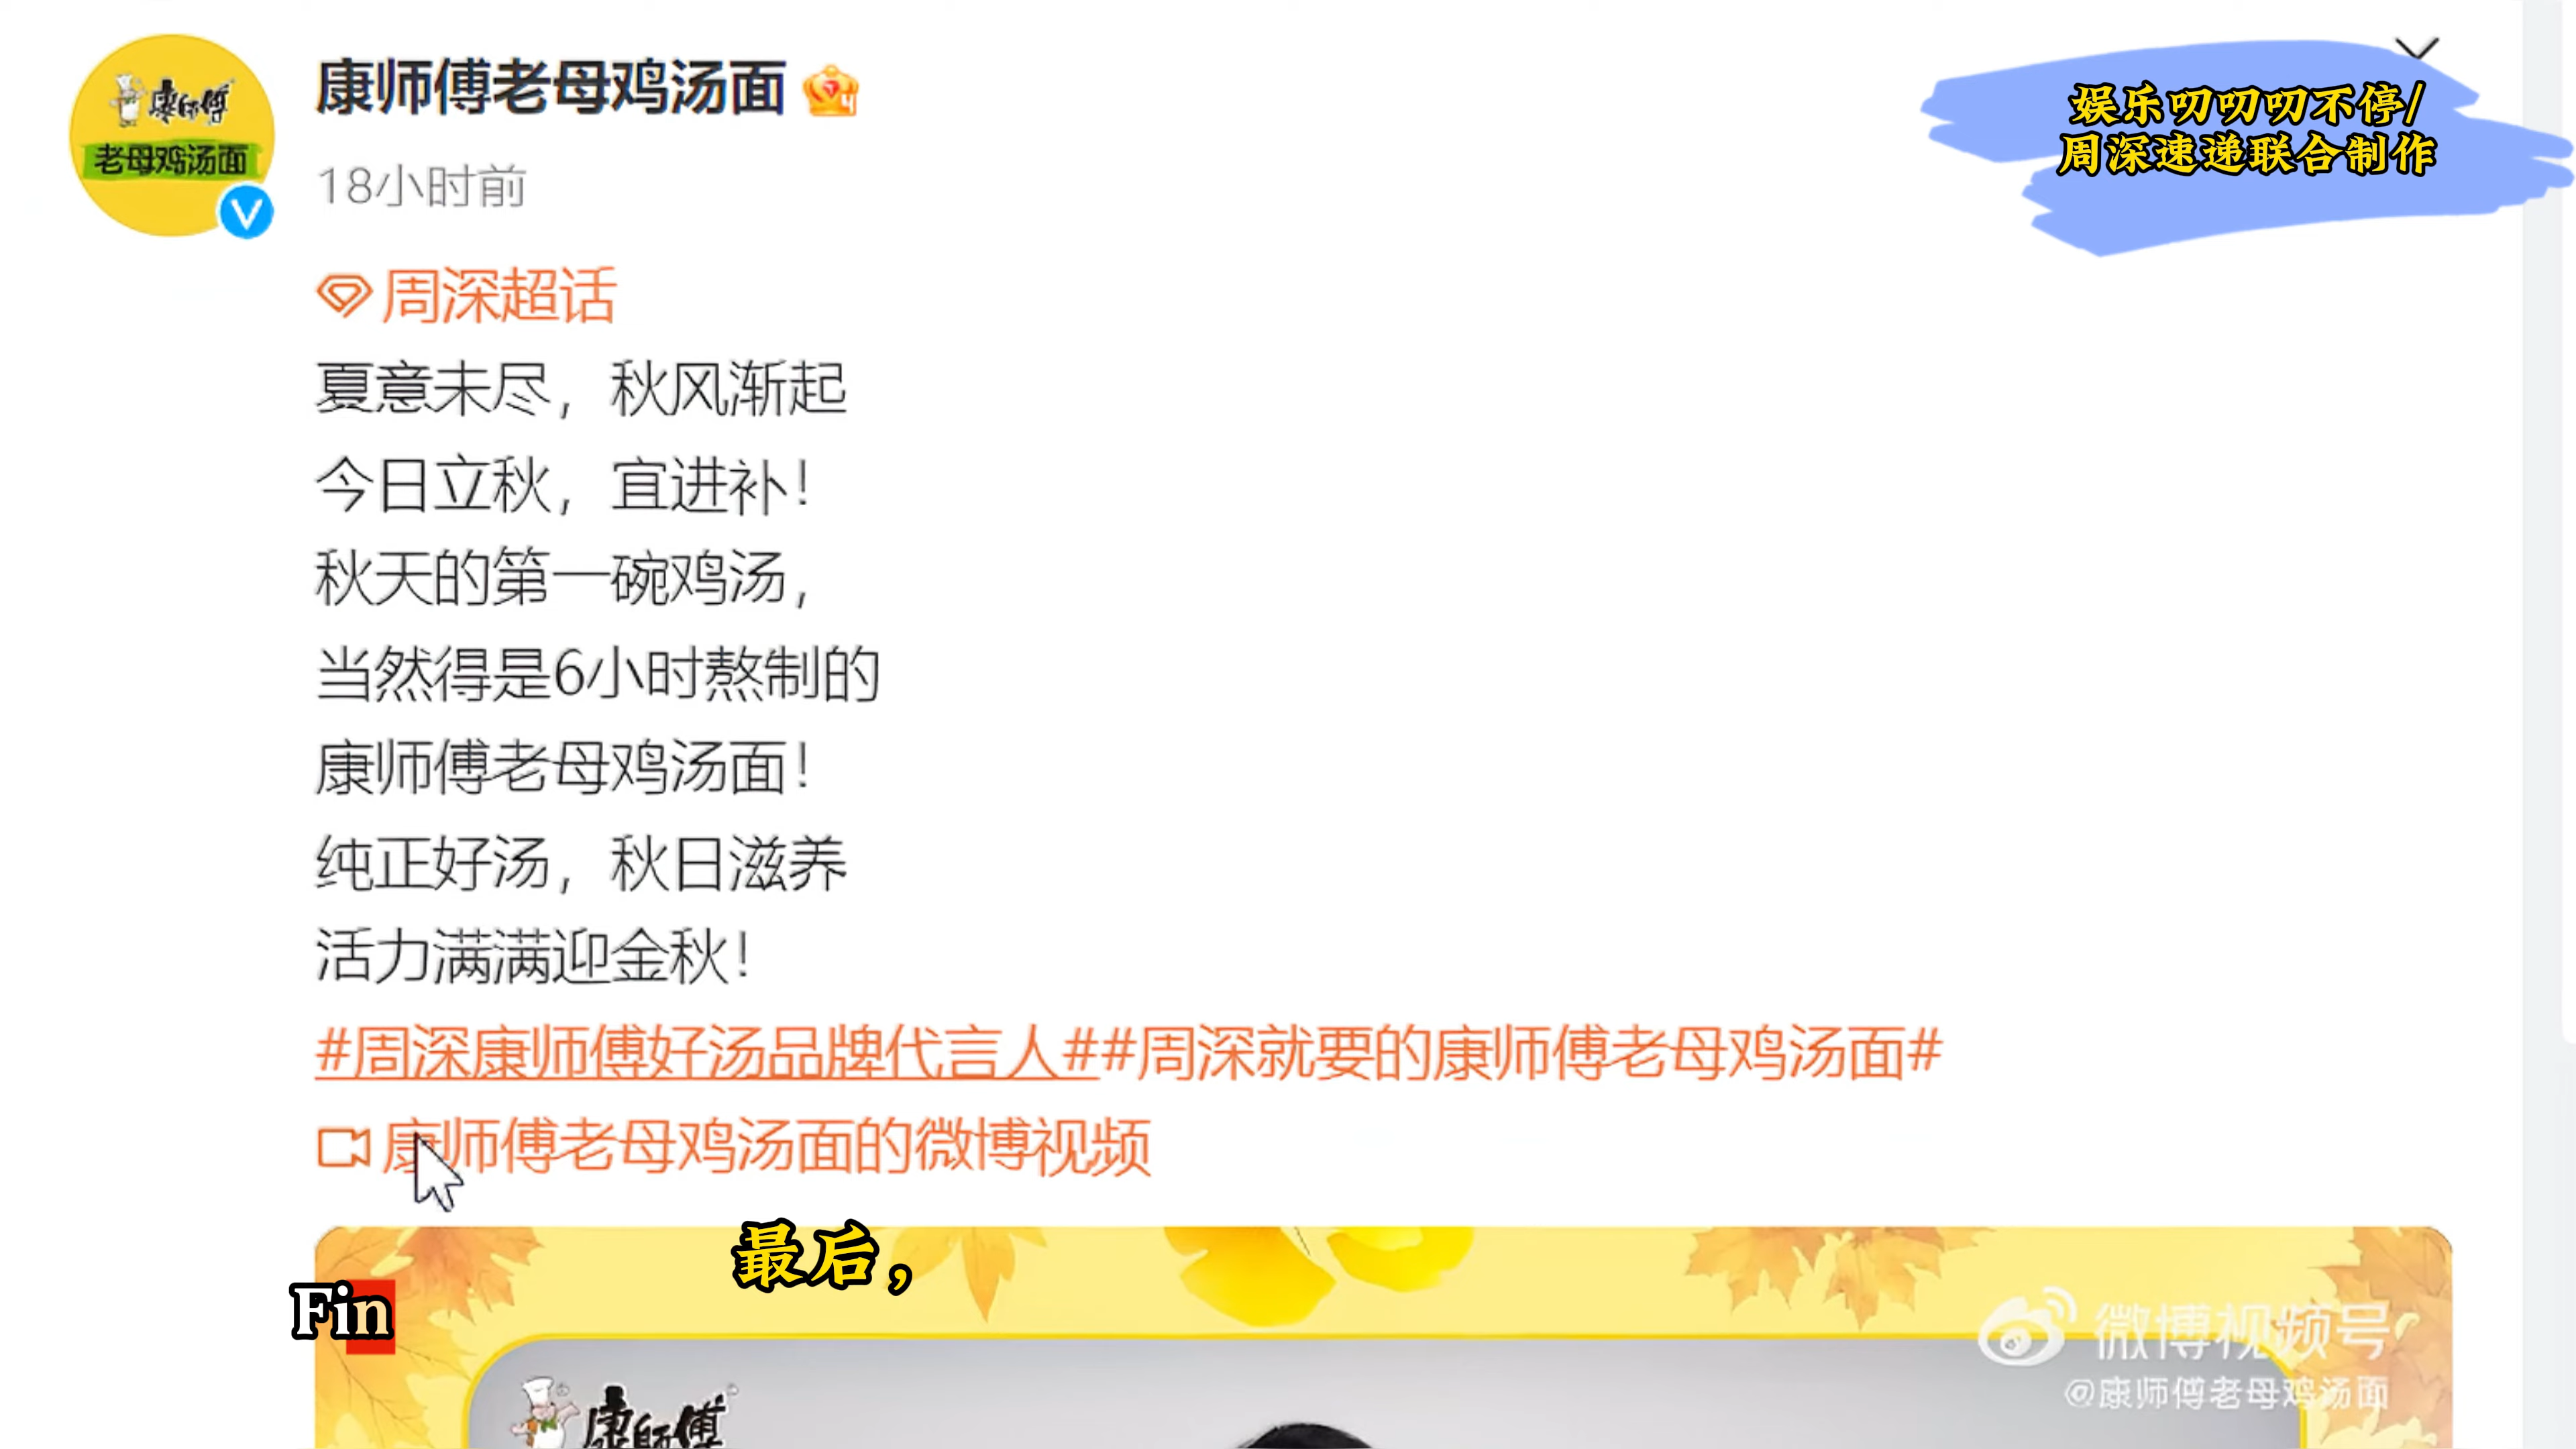 康师傅老母鸡汤面
康師傅
老母鸡汤面
18小时前
娱乐叨叨叨不停/
周深速递联合制作
周深超话
夏意未尽，秋风渐起
今日立秋，宜进补！
秋天的第一碗鸡汤，
当然得是6小时熬制的
康师傅老母鸡汤面！
纯正好汤，秋日滋养
活力满满迎金秋！
#周深康师傅好汤品牌代言人##周深就要的康师傅老母鸡汤面#
康师傅老母鸡汤面的微博视频
最后，
Fin
微博视频号
@康师傅老母鸡汤面
康師傅